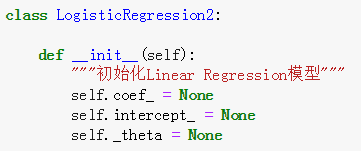 class LogisticRegression2:
def __init__(self):
"""初始化Linear Regression模型"""
self.coef_ = None
self.intercept_ = None
self._theta = None